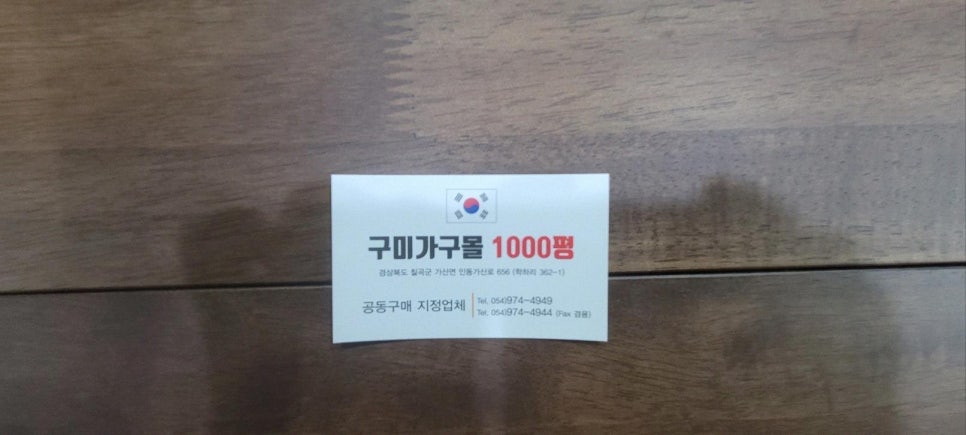 구미가구몰 1000평
경상북도 칠곡군 가산면 인동가산로 656 (학하리 362-1)
공동구매 지정업체
Tel. 054)974-4949
Tel. 054)974-4944 (Fax 겸용)